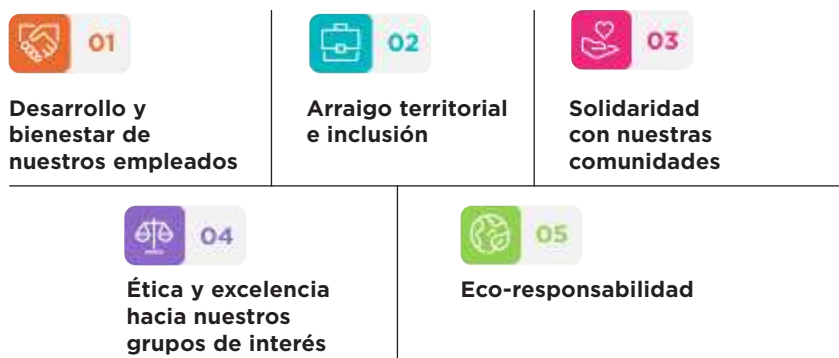 01
Desarrollo y
bienestar de
nuestros empleados
02
Arraigo territorial
e inclusión
03
Solidaridad
con nuestras
comunidades
04
Ética y excelencia
hacia nuestros
grupos de interés
05
Eco-responsabilidad